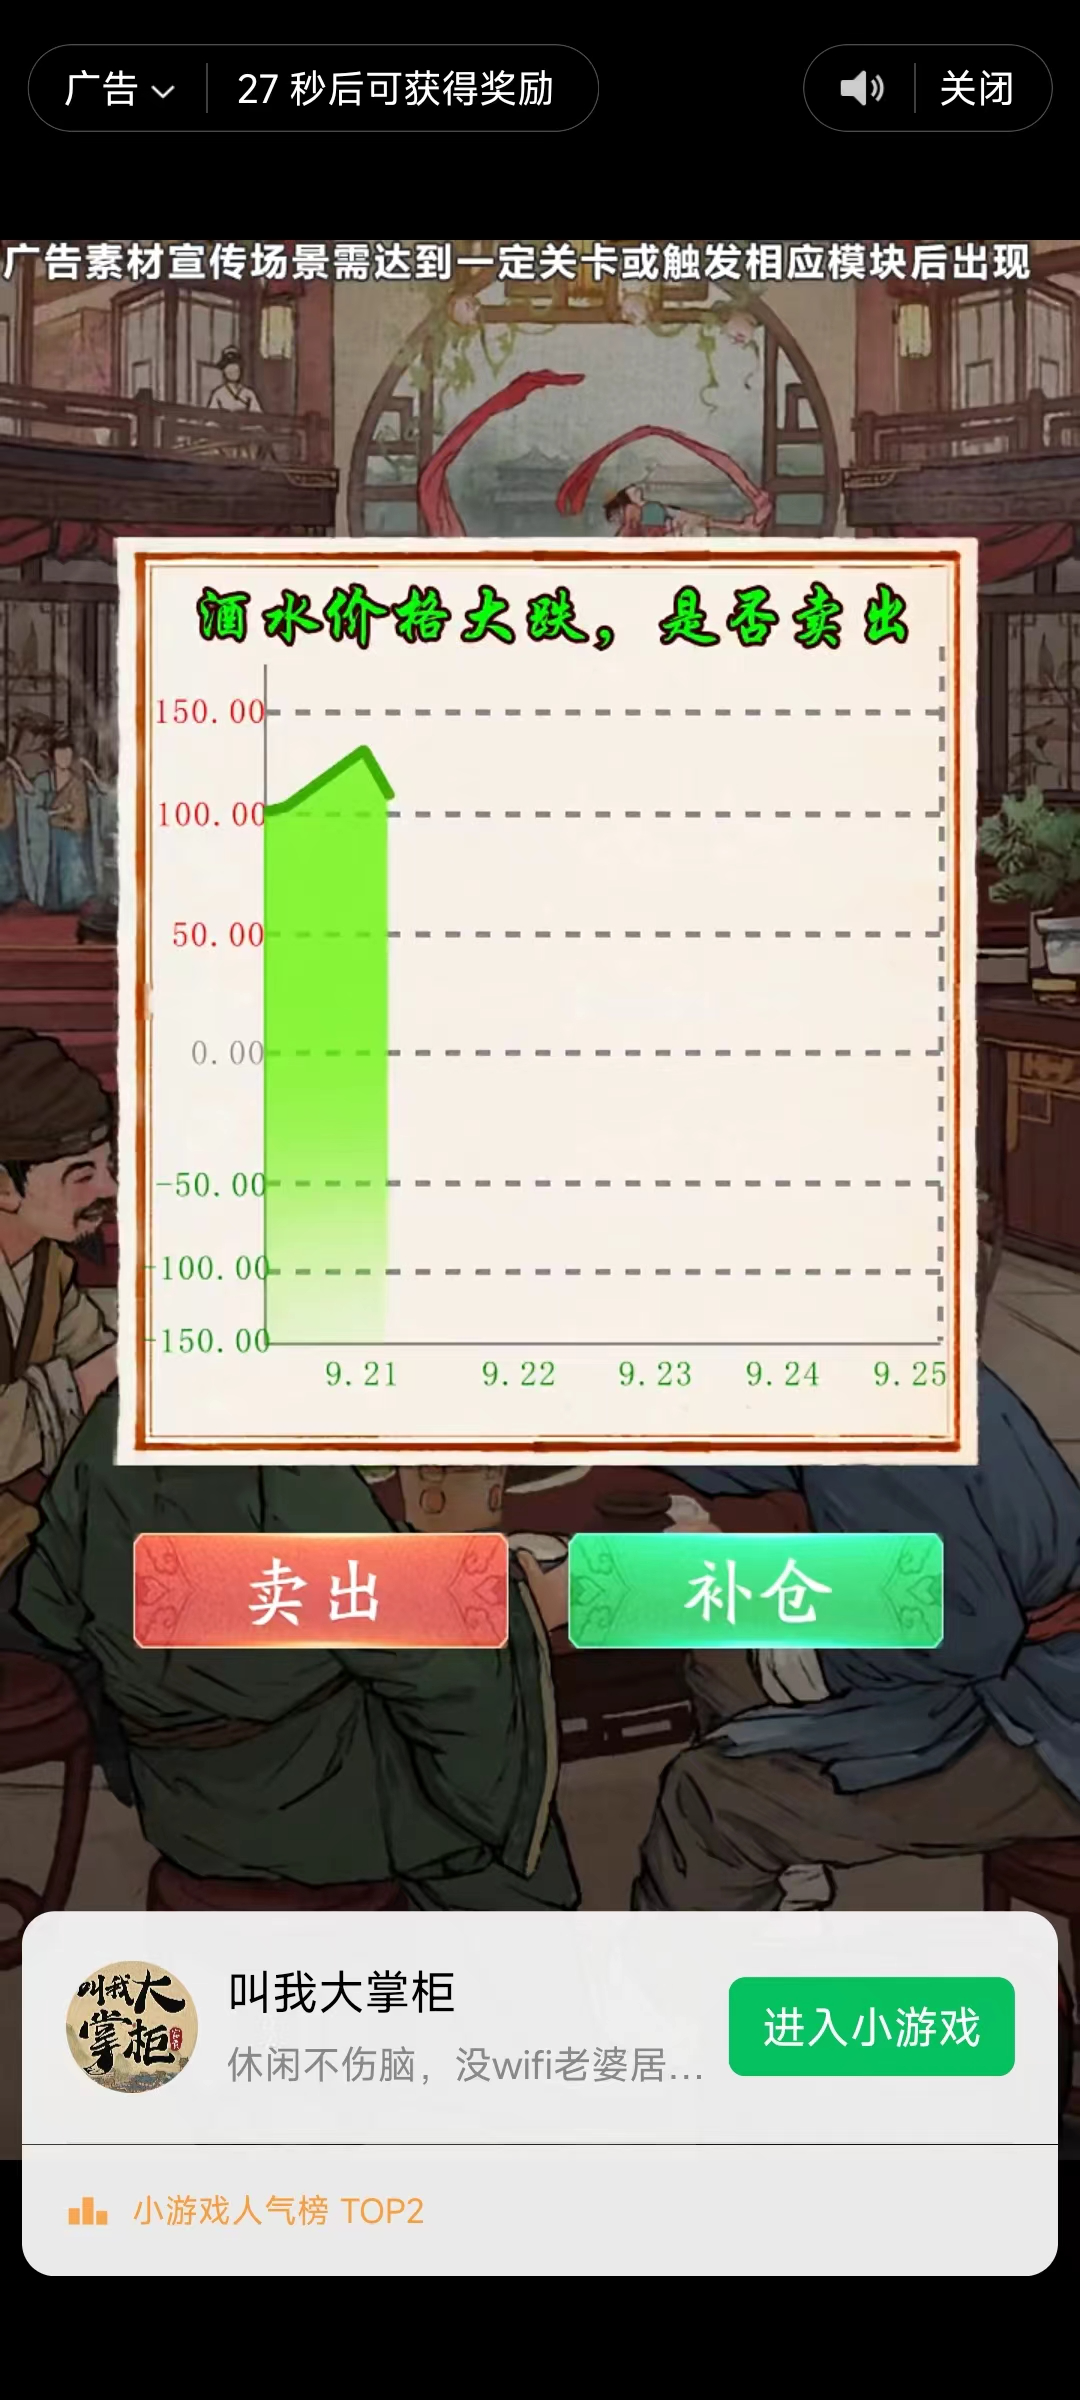 广告
27 秒后可获得奖励
关闭
广告素材宣传场景需达到一定关卡或触发相应模块后出现
酒水价格大跌，是否卖出
150.00
100.00
50.00
0.00
-50.00
-100.00
-150.00
9.21 9.22 9.23 9.24 9.25
卖出
补仓
叫我大掌柜
叫我大掌柜
休闲不伤脑，没wifi老婆居...
进入小游戏
小游戏人气榜 TOP2